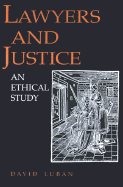 LAWYERS
AND
JUSTICE
AN
ETHICAL
STUDY
DAVID LUBAN